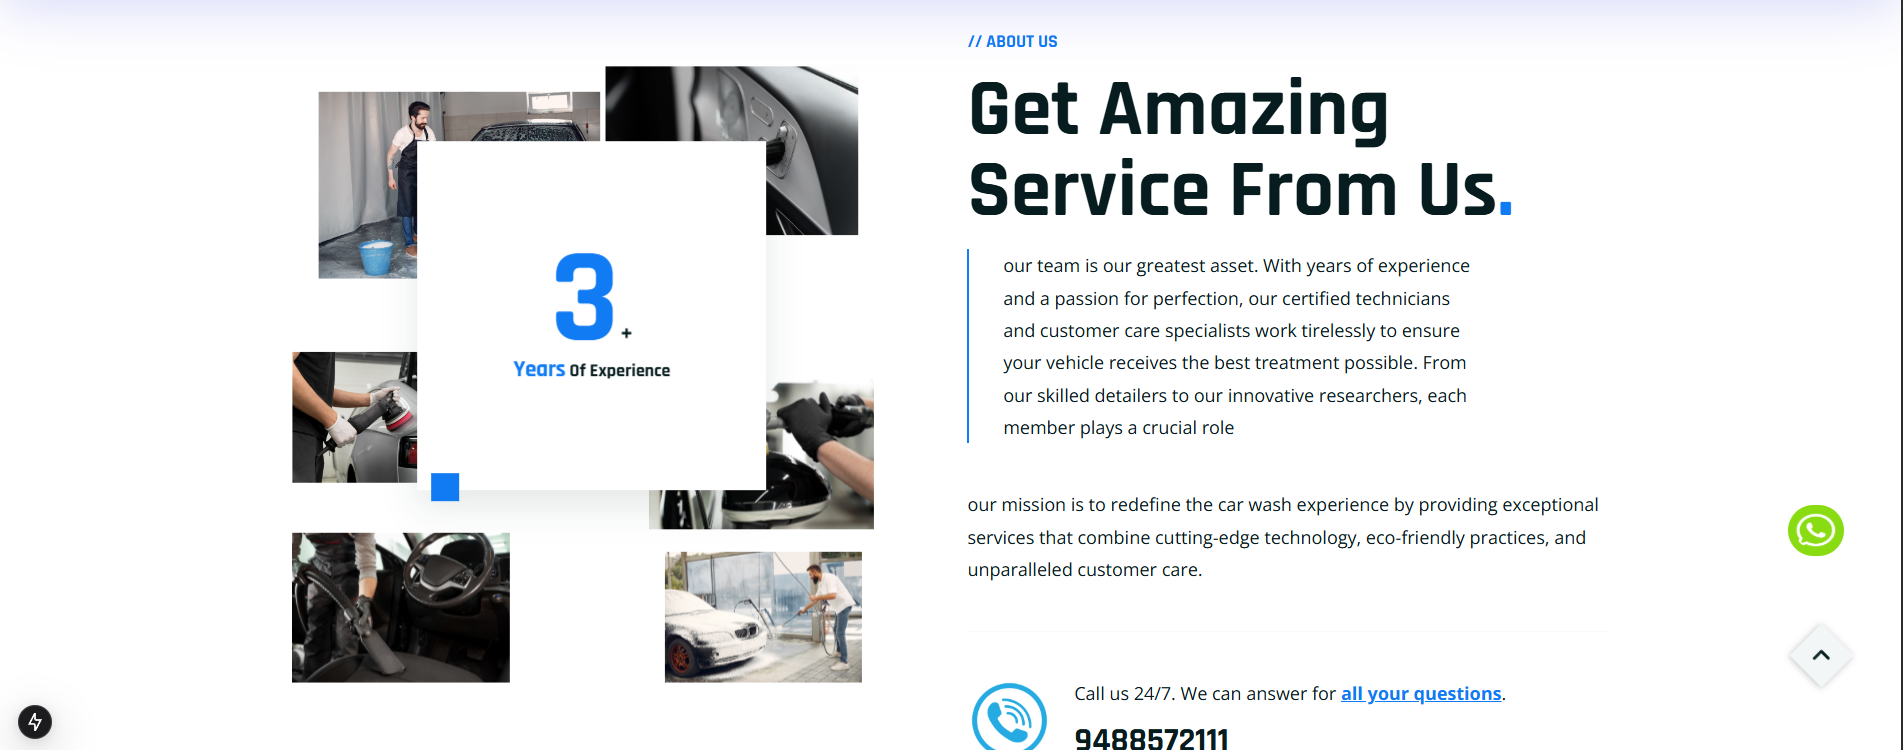 // ABOUT US
Get Amazing
Service From Us.
our team is our greatest asset. With years of experience
and a passion for perfection, our certified technicians
and customer care specialists work tirelessly to ensure
your vehicle receives the best treatment possible. From
our skilled detailers to our innovative researchers, each
member plays a crucial role
our mission is to redefine the car wash experience by providing exceptional
services that combine cutting-edge technology, eco-friendly practices, and
unparalleled customer care.
Call us 24/7. We can answer for all your questions.
9488572111
3+
Years Of Experience